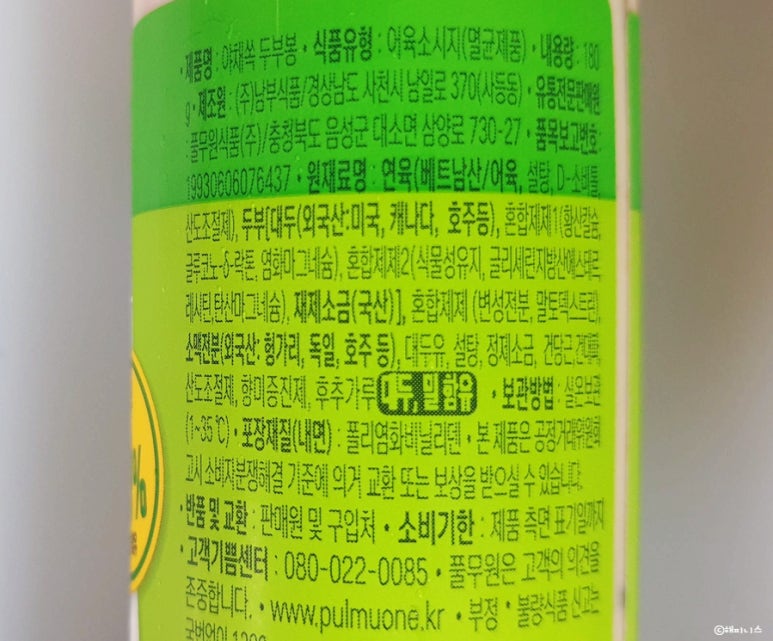 • 제품명 : 야채쏙 두부봉 • 식품유형 : 어육소시지(멸균제품) • 내용량 : 180
g • 제조원 : (주)남부식품/경상남도 사천시 남일로 370(사등동) • 유통전문판매원
: 풀무원식품(주)/충청북도 음성군 대소면 삼양로 730-27 • 품목보고번호:
19930606076437 • 원재료명 : 연육(베트남산/어육, 설탕, D-소비톨,
산도조절제), 두부[대두(외국산:미국, 캐나다, 호주등), 혼합제제1(황산칼슘,
글루코노-δ-락톤, 염화마그네슘), 혼합제제2(식물성유지, 글리세린지방산에스테르,
레시틴,탄산마그네슘), 재제소금(국산)], 혼합제제 (변성전분, 말토덱스트린),
소맥전분(외국산: 헝가리, 독일, 호주 등), 대두유, 설탕, 정제소금, 건당근, 건대파,
산도조절제, 향미증진제, 후추가루 대두,밀 함유 • 보관방법 : 실온보관
(1~35℃) • 포장재질(내면) : 폴리염화비닐리덴 • 본 제품은 공정거래위원회
고시 소비자분쟁해결 기준에 의거 교환 또는 보상을 받으실 수 있습니다.
• 반품 및 교환 : 판매원 및 구입처 • 소비기한 : 제품 측면 표기일까지
• 고객기쁨센터 : 080-022-0085 • 풀무원은 고객의 의견을
존중합니다. • www.pulmuone.kr • 부정 • 불량식품 신고는
국번없이 1399
%